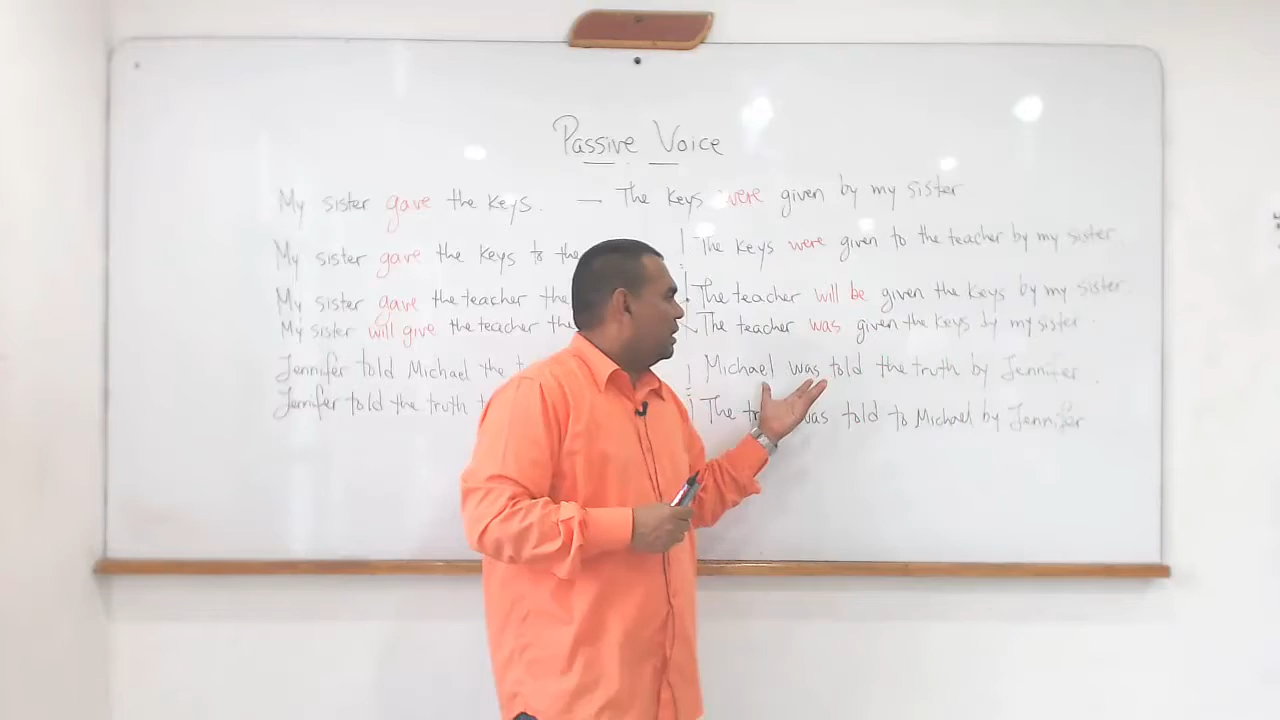 Passive Voice
My sister gave the keys. — The keys were given by my sister
My sister gave the keys to the The keys were given to the teacher by my sister.
My sister gave the teacher the The teacher will be given the keys by my sister.
My sister will give the teacher the The teacher was given the keys by my sister.
Jennifer told Michael the Michael was told the truth by Jennifer.
Jennifer told the truth The was told to Michael by Jennifer